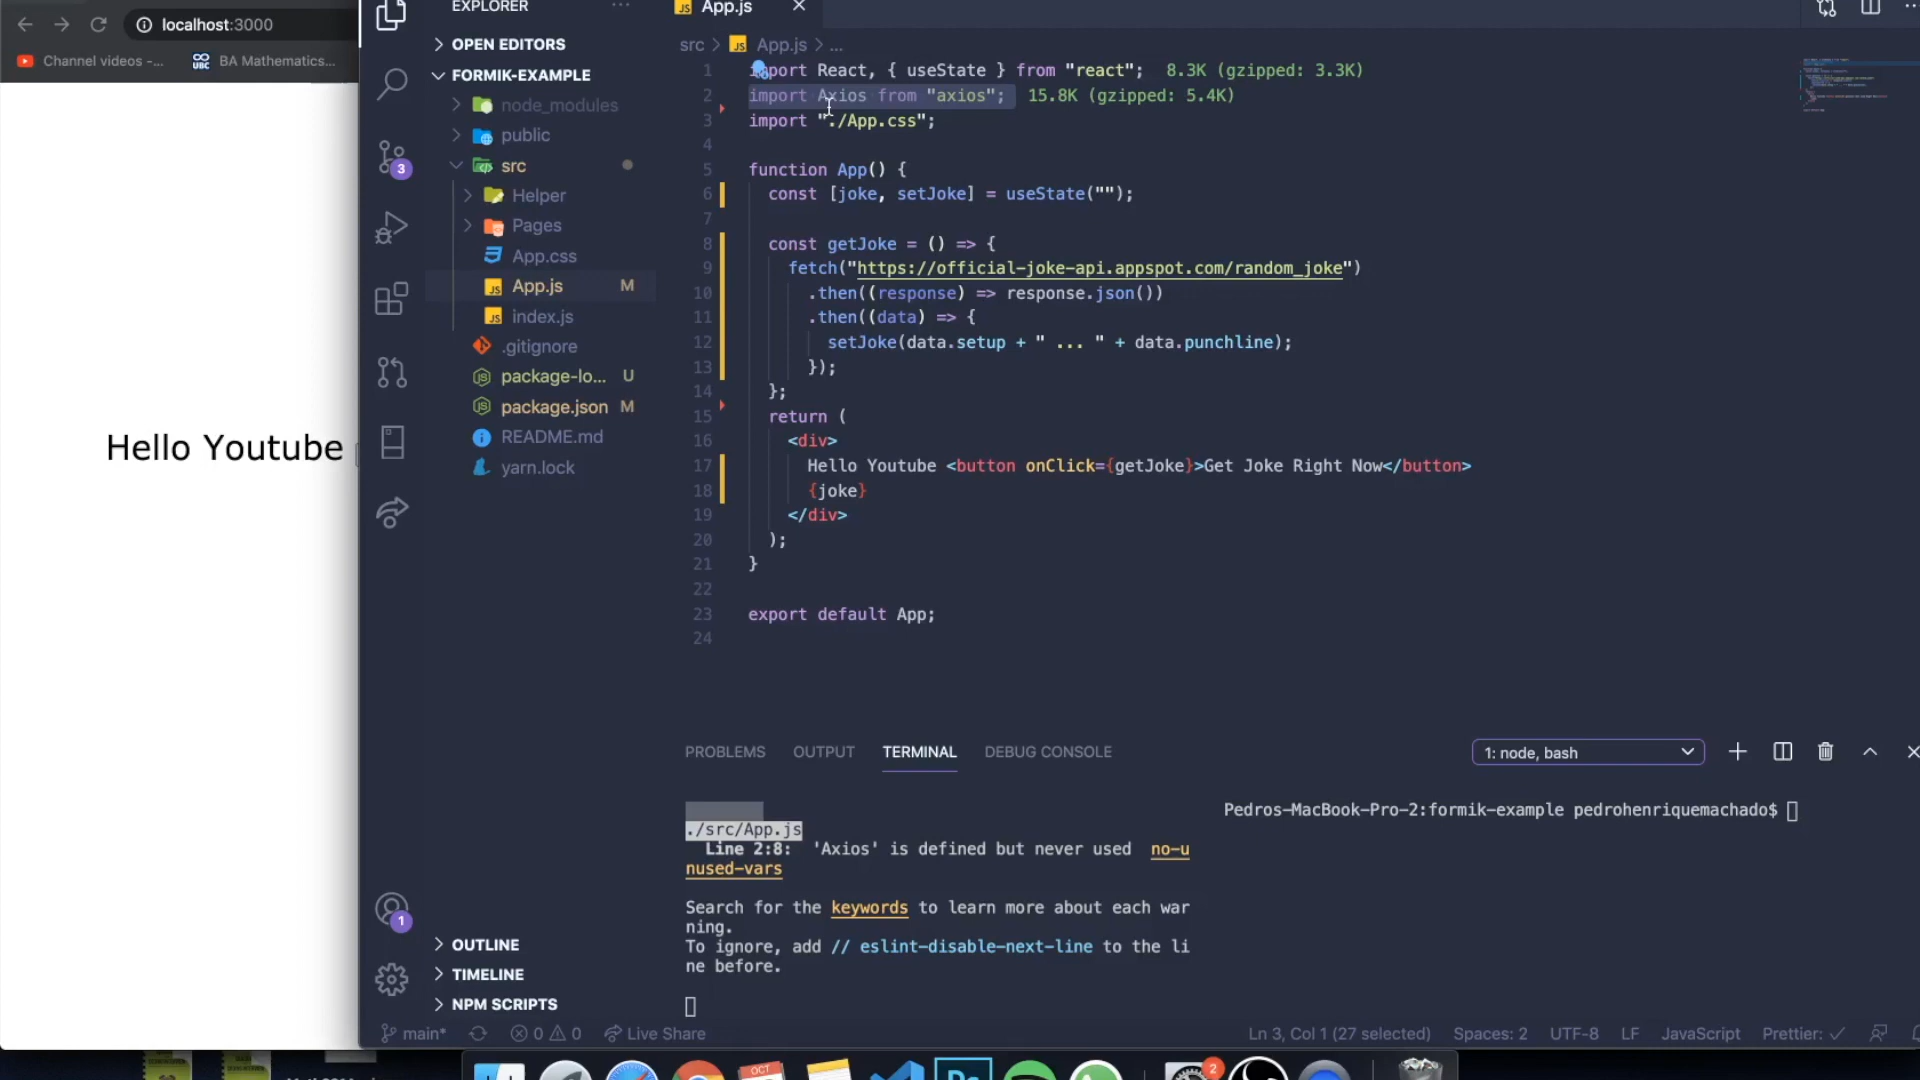 localhost:3000
Channel videos -...
BA Mathematics...
Hello Youtube
EXPLORER
OPEN EDITORS
FORMIK-EXAMPLE
node_modules
public
src
Helper
Pages
App.css
App.js M
index.js
.gitignore
package-lo... U
package.json M
README.md
yarn.lock
OUTLINE
TIMELINE
NPM SCRIPTS
3
1
App.js
src > App.js > ...
1 import React, { useState } from "react"; 8.3K (gzipped: 3.3K)
2 import Axios from "axios"; 15.8K (gzipped: 5.4K)
3 import "./App.css";
4
5 function App() {
6 const [joke, setJoke] = useState("");
7
8 const getJoke = () => {
9 fetch("https://official-joke-api.appspot.com/random_joke")
10 .then((response) => response.json())
11 .then((data) => {
12 setJoke(data.setup + " ... " + data.punchline);
13 });
14 };
15 return (
16 <div>
17 Hello Youtube <button onClick={getJoke}>Get Joke Right Now</button>
18 {joke}
19 </div>
20 );
21 }
22
23 export default App;
24
PROBLEMS OUTPUT TERMINAL DEBUG CONSOLE
1: node, bash
./src/App.js
Line 2:8: 'Axios' is defined but never used no-u
nused-vars
Search for the keywords to learn more about each war
ning.
To ignore, add // eslint-disable-next-line to the li
ne before.
Pedros-MacBook-Pro-2:formik-example pedrohenriquemachado$
main* 0 0 Live Share
Ln 3, Col 1 (27 selected) Spaces: 2 UTF-8 LF JavaScript Prettier: ✓
OCT
2